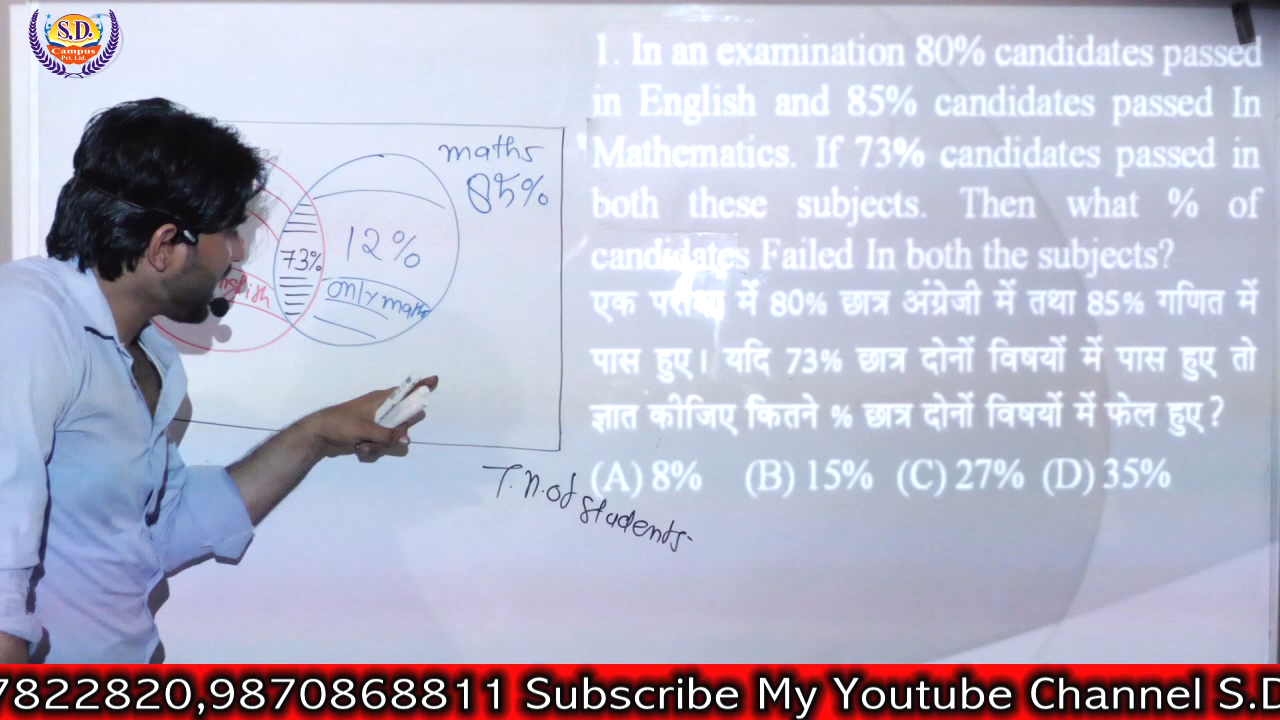 S.D.
Campus
Pvt. Ltd.
1. In an examination 80% candidates passed
in English and 85% candidates passed In
Mathematics. If 73% candidates passed in
both these subjects. Then what % of
candidates Failed In both the subjects?
एक परीक्षा में 80% छात्र अंग्रेजी में तथा 85% गणित में
पास हुए। यदि 73% छात्र दोनों विषयों में पास हुए तो
ज्ञात कीजिए कितने % छात्र दोनों विषयों में फेल हुए?
(A) 8% (B) 15% (C) 27% (D) 35%
maths
85%
12%
73%
only maths
T.n.of students.
7822820,9870868811 Subscribe My Youtube Channel S.D